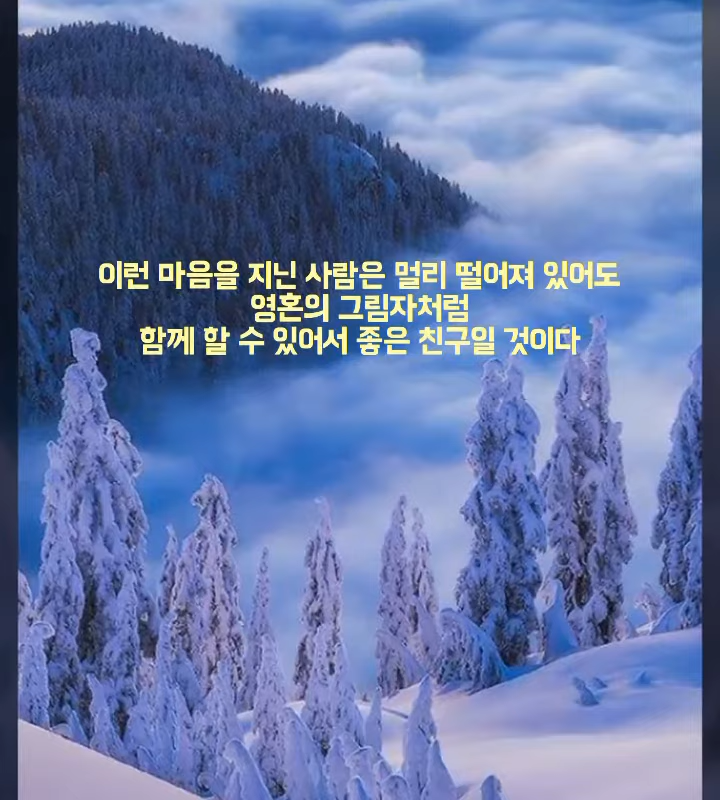 이런 마음을 지닌 사람은 멀리 떨어져 있어도
영혼의 그림자처럼
함께 할 수 있어서 좋은 친구일 것이다